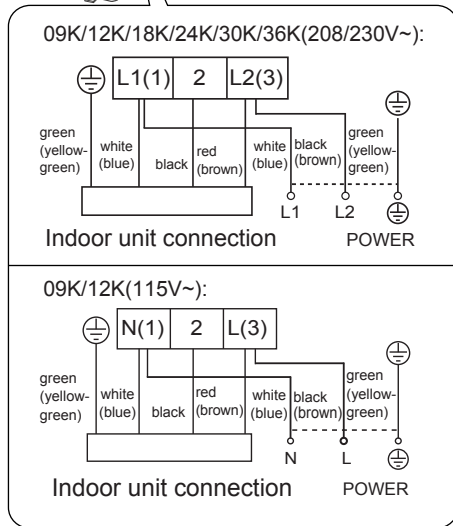 09K/12K/18K/24K/30K/36K(208/230V~):
L1(1) 2 L2(3)
green
(yellow-
green)
white
(blue)
black
red
(brown)
white
(blue)
black
(brown)
green
(yellow-
green)
L1 L2
Indoor unit connection POWER
09K/12K(115V~):
N(1) 2 L(3)
green
(yellow-
green)
white
(blue)
black
red
(brown)
white
(blue)
black
(brown)
green
(yellow-
green)
N L
Indoor unit connection POWER